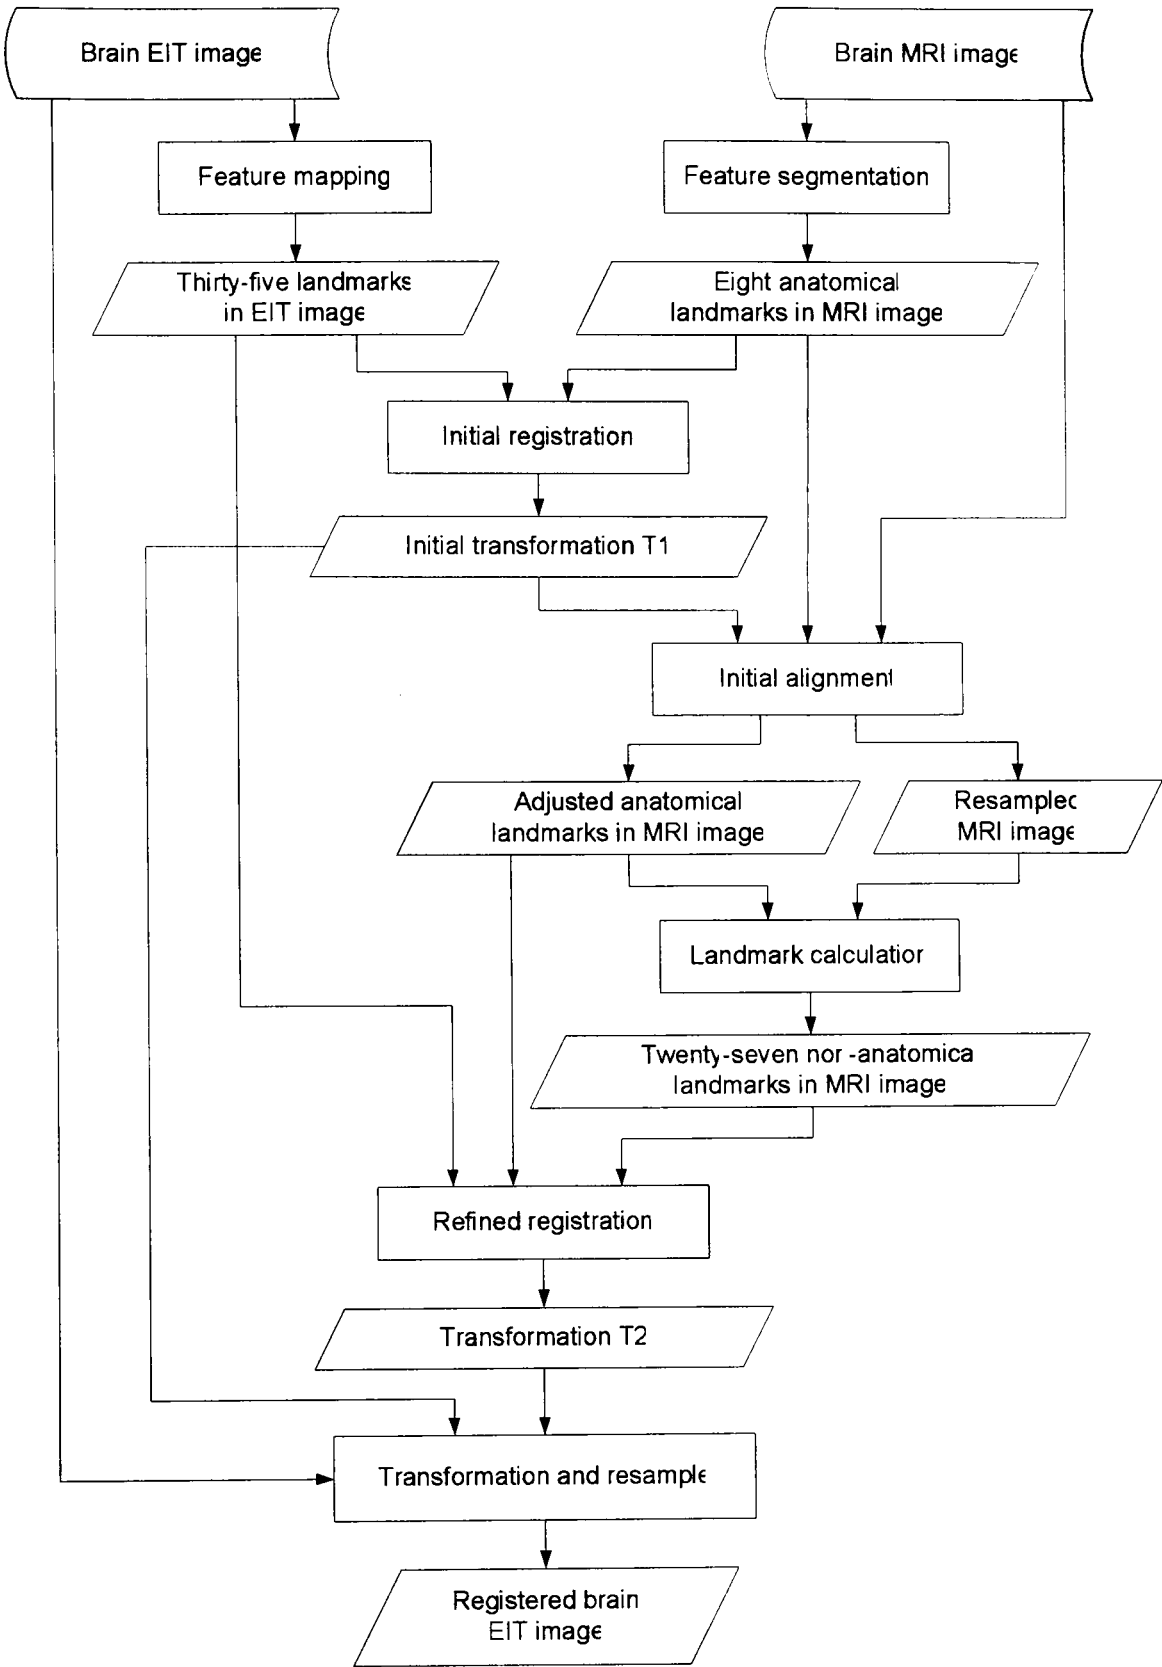 Brain EIT image
Brain MRI image
Feature mapping
Feature segmentation
Thirty-five landmarks
in EIT image
Eight anatomical
landmarks in MRI image
Initial registration
Initial transformation T1
Initial alignment
Adjusted anatomical
landmarks in MRI image
Resampled
MRI image
Landmark calculation
Twenty-seven non-anatomical
landmarks in MRI image
Refined registration
Transformation T2
Transformation and resample
Registered brain
EIT image